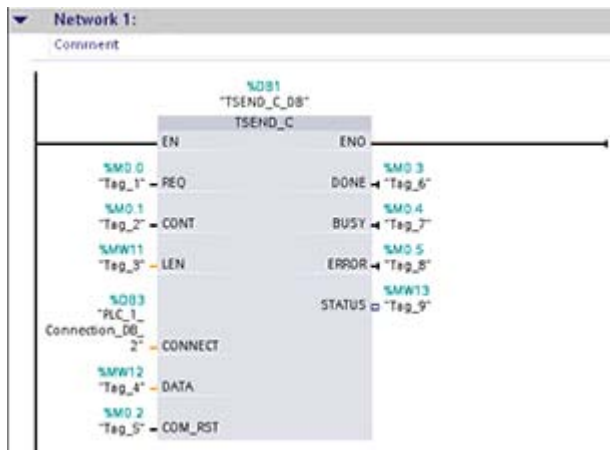 Network 1:
Comment
%DB1
"TSEND_C_DB"
TSEND_C
EN ENO
%M0.0 %M0.3
"Tag_1" REQ DONE "Tag_6"
%M0.1 %M0.4
"Tag_2" CONT BUSY "Tag_7"
%MW11 %M0.5
"Tag_3" LEN ERROR "Tag_8"
%MW13
%DB3 STATUS "Tag_9"
"PLC_1_
Connection_DB_
2" CONNECT
%MW12
"Tag_4" DATA
%M0.2
"Tag_5" COM_RST